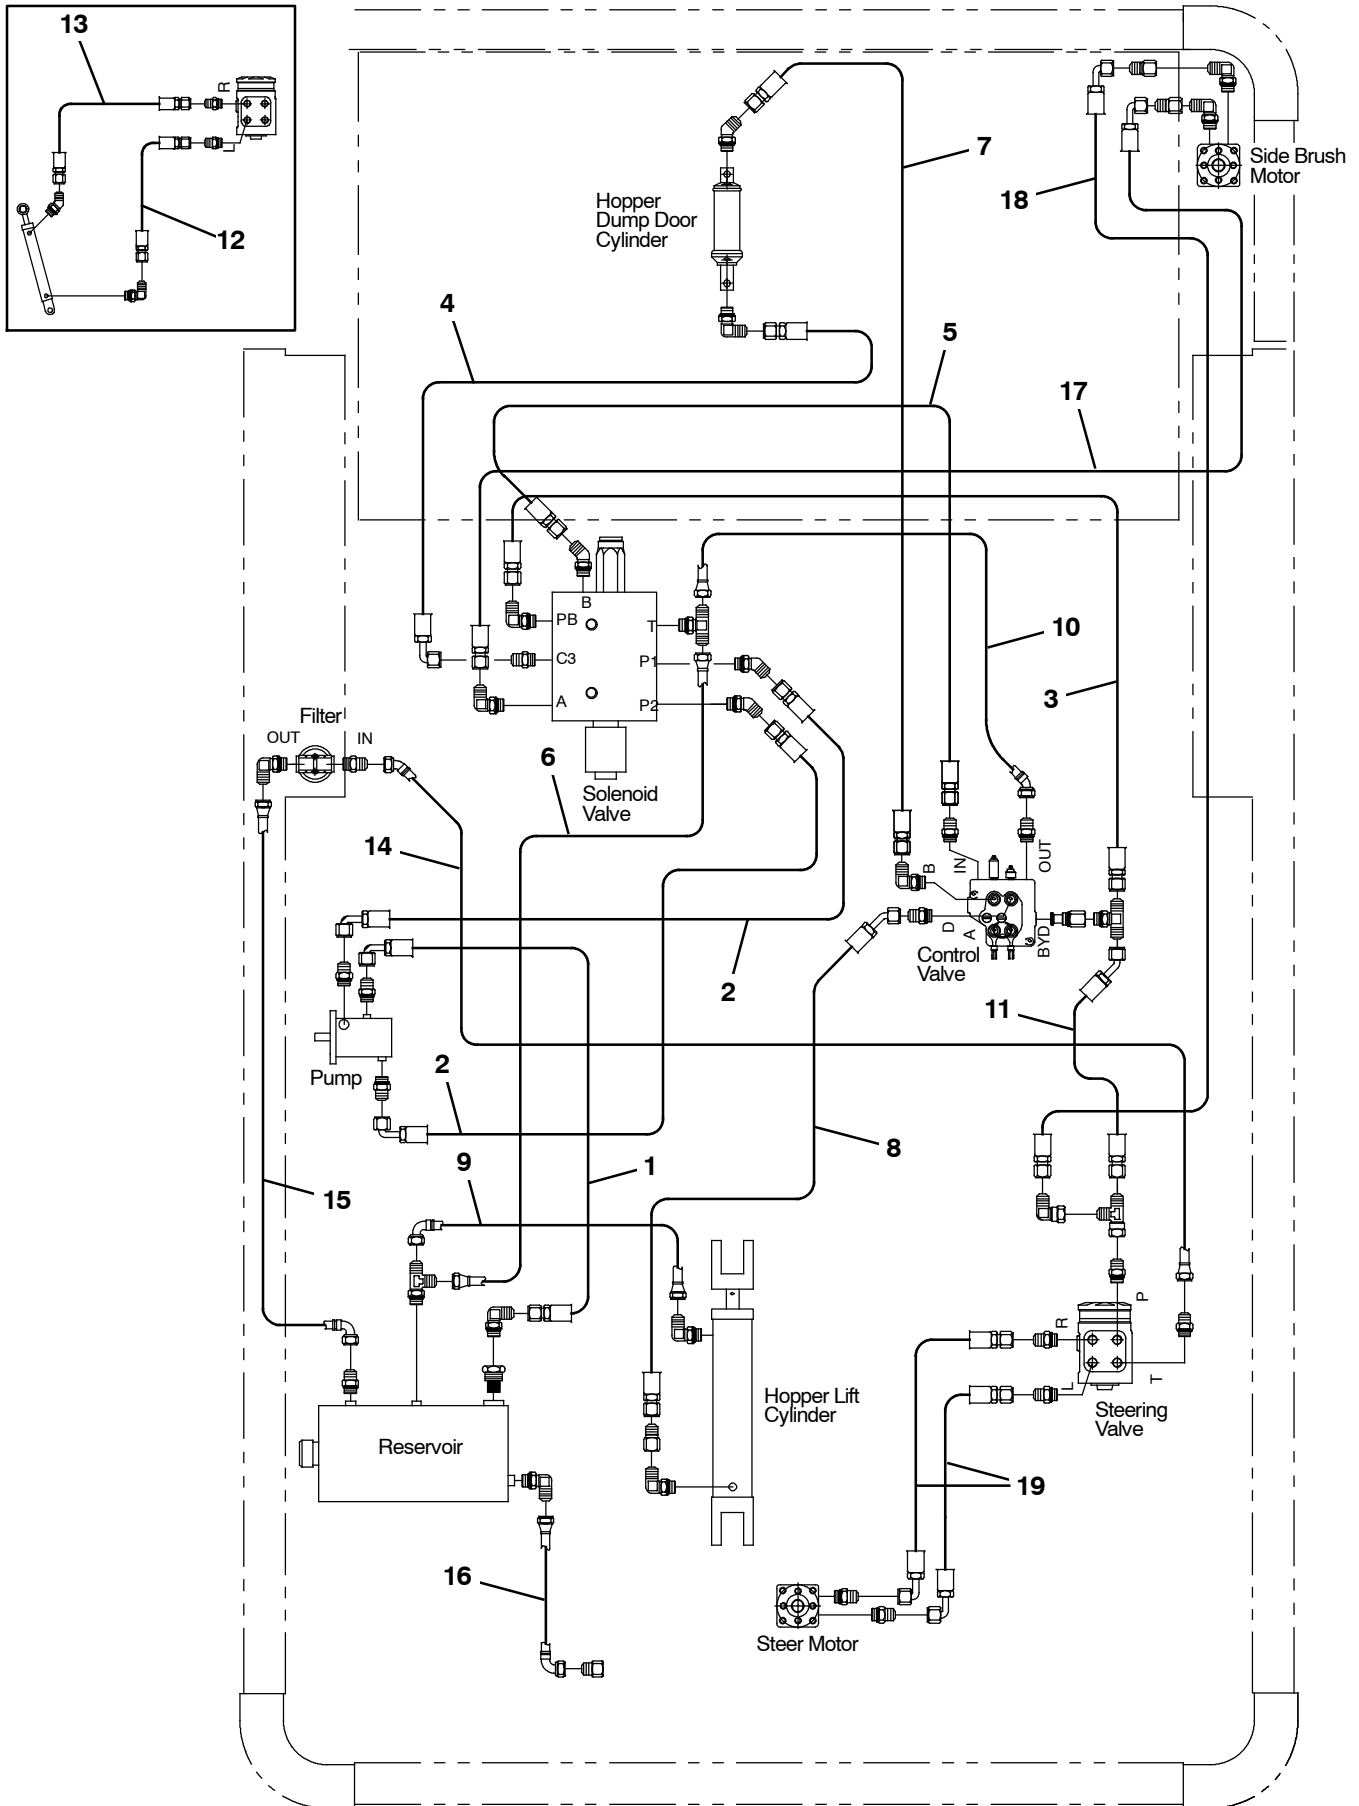 13
R
L
12
Side Brush
Motor
7
18
Hopper
Dump Door
Cylinder
4
5
17
B
PB
T
C3
P1
A
P2
10
3
Filter
OUT
IN
6
Solenoid
Valve
14
B
IN
OUT
D
A
BYD
Control
Valve
2
11
Pump
2
8
9
1
15
P
R
L
T
Steering
Valve
Hopper Lift
Cylinder
Reservoir
19
16
Steer Motor